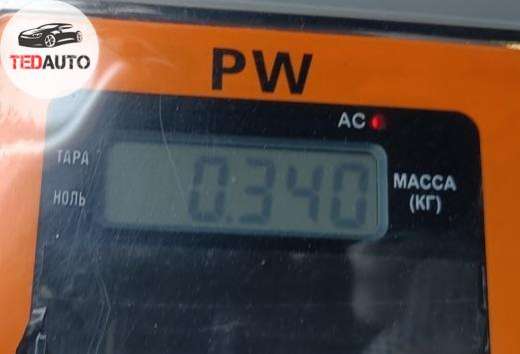 TEDAUTO
PW
AC
ТАРА
НОЛЬ
0.340
МАССА
(КГ)